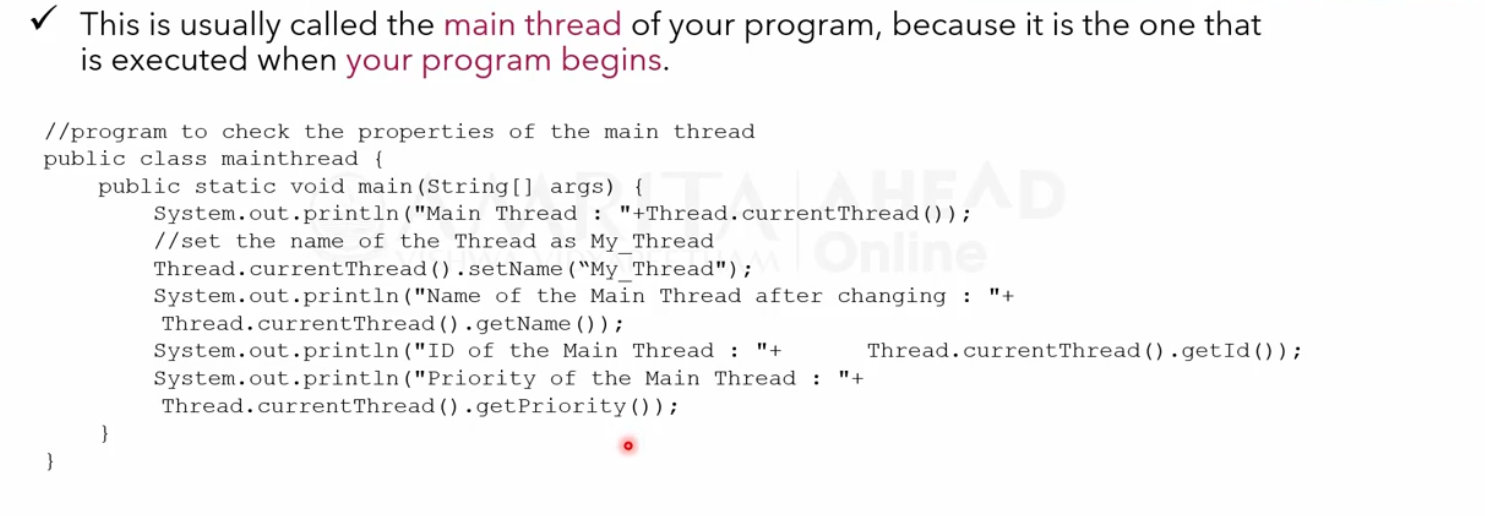 ✓ This is usually called the main thread of your program, because it is the one that
is executed when your program begins.
//program to check the properties of the main thread
public class mainthread {
public static void main(String[] args) {
System.out.println("Main Thread : "+Thread.currentThread());
//set the name of the Thread as My_Thread
Thread.currentThread().setName(“My_Thread");
System.out.println("Name of the Main Thread after changing : "+
Thread.currentThread().getName());
System.out.println("ID of the Main Thread : "+ Thread.currentThread().getId());
System.out.println("Priority of the Main Thread : "+
Thread.currentThread().getPriority());
}
}
AMRITA
VISHWA VIDYAPEETHAM
AHEAD
Online